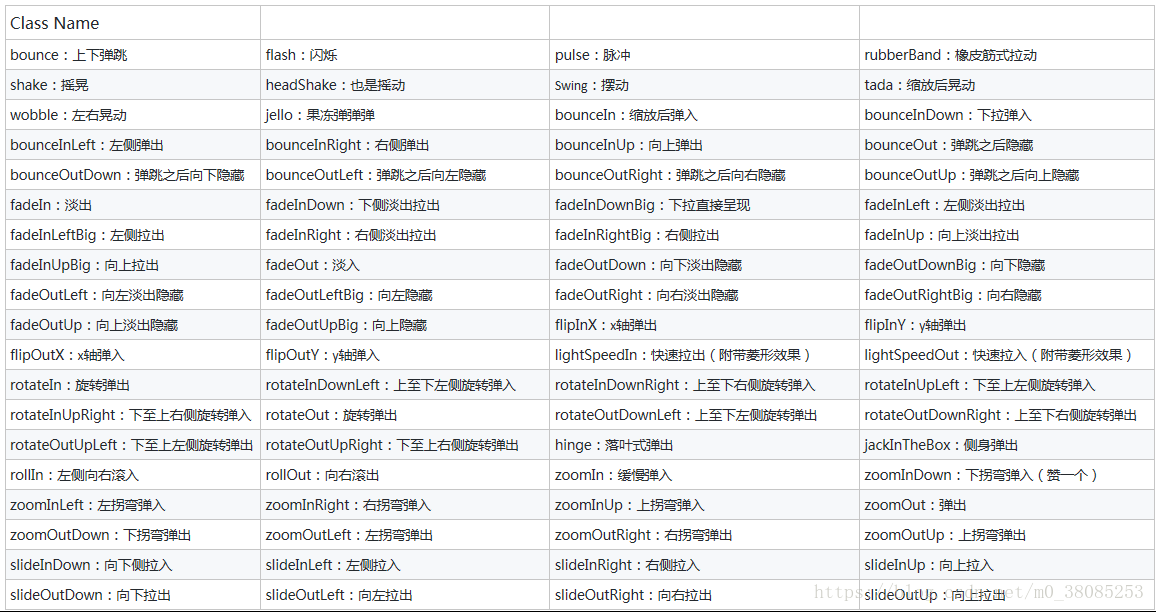 Class Name
bounce：上下弹跳 flash：闪烁 pulse：脉冲 rubberBand：橡皮筋式拉动
shake：摇晃 headShake：也是摇动 Swing：摆动 tada：缩放后晃动
wobble：左右晃动 jello：果冻弹弹弹 bounceIn：缩放后弹入 bounceInDown：下拉弹入
bounceInLeft：左侧弹出 bounceInRight：右侧弹出 bounceInUp：向上弹出 bounceOut：弹跳之后隐藏
bounceOutDown：弹跳之后向下隐藏 bounceOutLeft：弹跳之后向左隐藏 bounceOutRight：弹跳之后向右隐藏 bounceOutUp：弹跳之后向上隐藏
fadeIn：淡出 fadeInDown：下侧淡出拉出 fadeInDownBig：下拉直接呈现 fadeInLeft：左侧淡出拉出
fadeInLeftBig：左侧拉出 fadeInRight：右侧淡出拉出 fadeInRightBig：右侧拉出 fadeInUp：向上淡出拉出
fadeInUpBig：向上拉出 fadeOut：淡入 fadeOutDown：向下淡出隐藏 fadeOutDownBig：向下隐藏
fadeOutLeft：向左淡出隐藏 fadeOutLeftBig：向左隐藏 fadeOutRight：向右淡出隐藏 fadeOutRightBig：向右隐藏
fadeOutUp：向上淡出隐藏 fadeOutUpBig：向上隐藏 flipInX：x轴弹出 flipInY：y轴弹出
flipOutX：x轴弹入 flipOutY：y轴弹入 lightSpeedIn：快速拉出（附带菱形效果） lightSpeedOut：快速拉入（附带菱形效果）
rotateIn：旋转弹出 rotateInDownLeft：上至下左侧旋转弹入 rotateInDownRight：上至下右侧旋转弹入 rotateInUpLeft：下至上左侧旋转弹入
rotateInUpRight：下至上右侧旋转弹入 rotateOut：旋转弹出 rotateOutDownLeft：上至下左侧旋转弹出 rotateOutDownRight：上至下右侧旋转弹出
rotateOutUpLeft：下至上左侧旋转弹出 rotateOutUpRight：下至上右侧旋转弹出 hinge：落叶式弹出 jackInTheBox：侧身弹出
rollIn：左侧向右滚入 rollOut：向右滚出 zoomIn：缓慢弹入 zoomInDown：下拐弯弹入（赞一个）
zoomInLeft：左拐弯弹入 zoomInRight：右拐弯弹入 zoomInUp：上拐弯弹入 zoomOut：弹出
zoomOutDown：下拐弯弹出 zoomOutLeft：左拐弯弹出 zoomOutRight：右拐弯弹出 zoomOutUp：上拐弯弹出
slideInDown：向下侧拉入 slideInLeft：左侧拉入 slideInRight：右侧拉入 slideInUp：向上拉入
slideOutDown：向下拉出 slideOutLeft：向左拉出 slideOutRight：向右拉出 slideOutUp：向上拉出
https://blog.csdn.net/m0_38085253